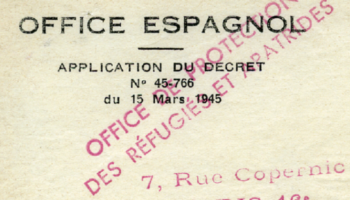 OFFICE ESPAGNOL
APPLICATION DU DECRET
N° 45-766
du 15 Mars 1945
OFFICE DE PROTECTION
DES RÉFUGIÉS ET APATRIDES
7, Rue Copernic